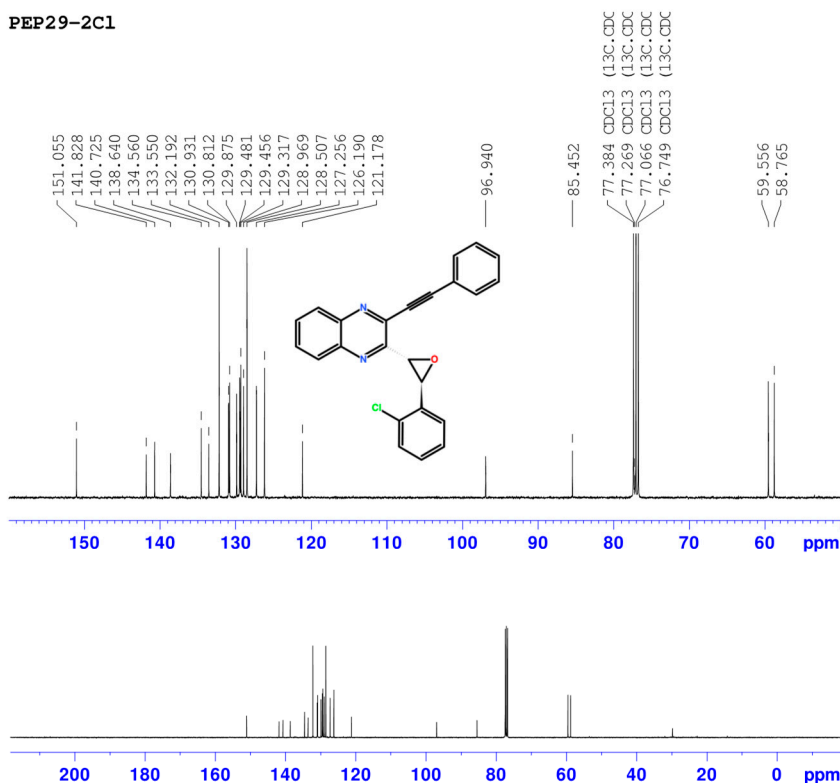 PEP29-2Cl
151.055
141.828
140.725
138.640
134.560
133.550
132.192
130.931
130.812
129.875
129.481
129.456
129.317
128.969
128.507
127.256
126.190
121.178
96.940
85.452
77.384 CDCl3 (13C.CDC
77.269 CDCl3 (13C.CDC
77.066 CDCl3 (13C.CDC
76.749 CDCl3 (13C.CDC
59.556
58.765
N
N
O
Cl
150 140 130 120 110 100 90 80 70 60 ppm
200 180 160 140 120 100 80 60 40 20 0 ppm